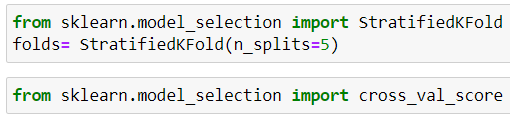 from sklearn.model_selection import StratifiedKFold
folds= StratifiedKFold(n_splits=5)
from sklearn.model_selection import cross_val_score